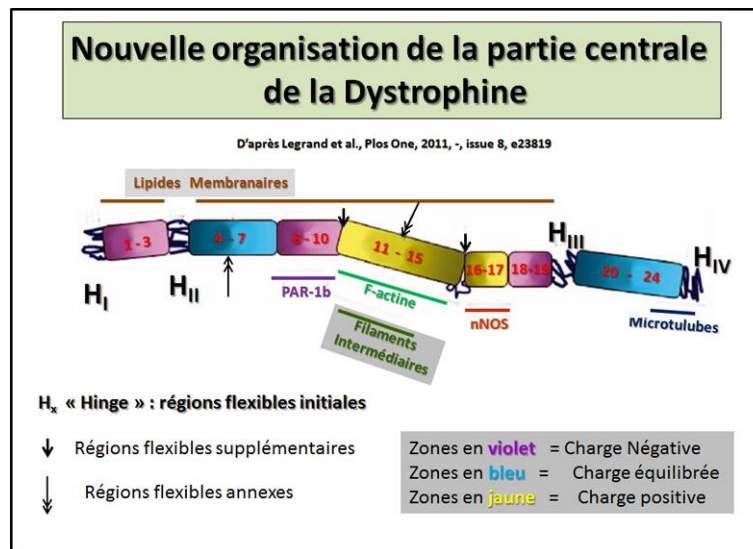 Nouvelle organisation de la partie centrale
de la Dystrophine
D'après Legrand et al., Plos One, 2011, -, issue 8, e23819
Lipides Membranaires
1 - 3
4 - 7
8 - 10
11 - 15
16-17
18-19
20 - 24
HI
HII
HIII
HIV
PAR-1b
F-actine
nNOS
Microtulubes
Filaments
Intermédiaires
Hx « Hinge » : régions flexibles initiales
Régions flexibles supplémentaires
Régions flexibles annexes
Zones en violet = Charge Négative
Zones en bleu = Charge équilibrée
Zones en jaune = Charge positive